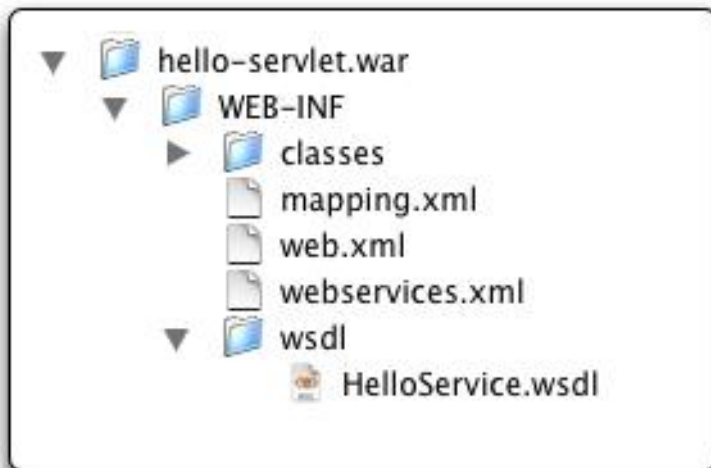 hello-servlet.war
WEB-INF
classes
mapping.xml
web.xml
webservices.xml
wsdl
HelloService.wsdl